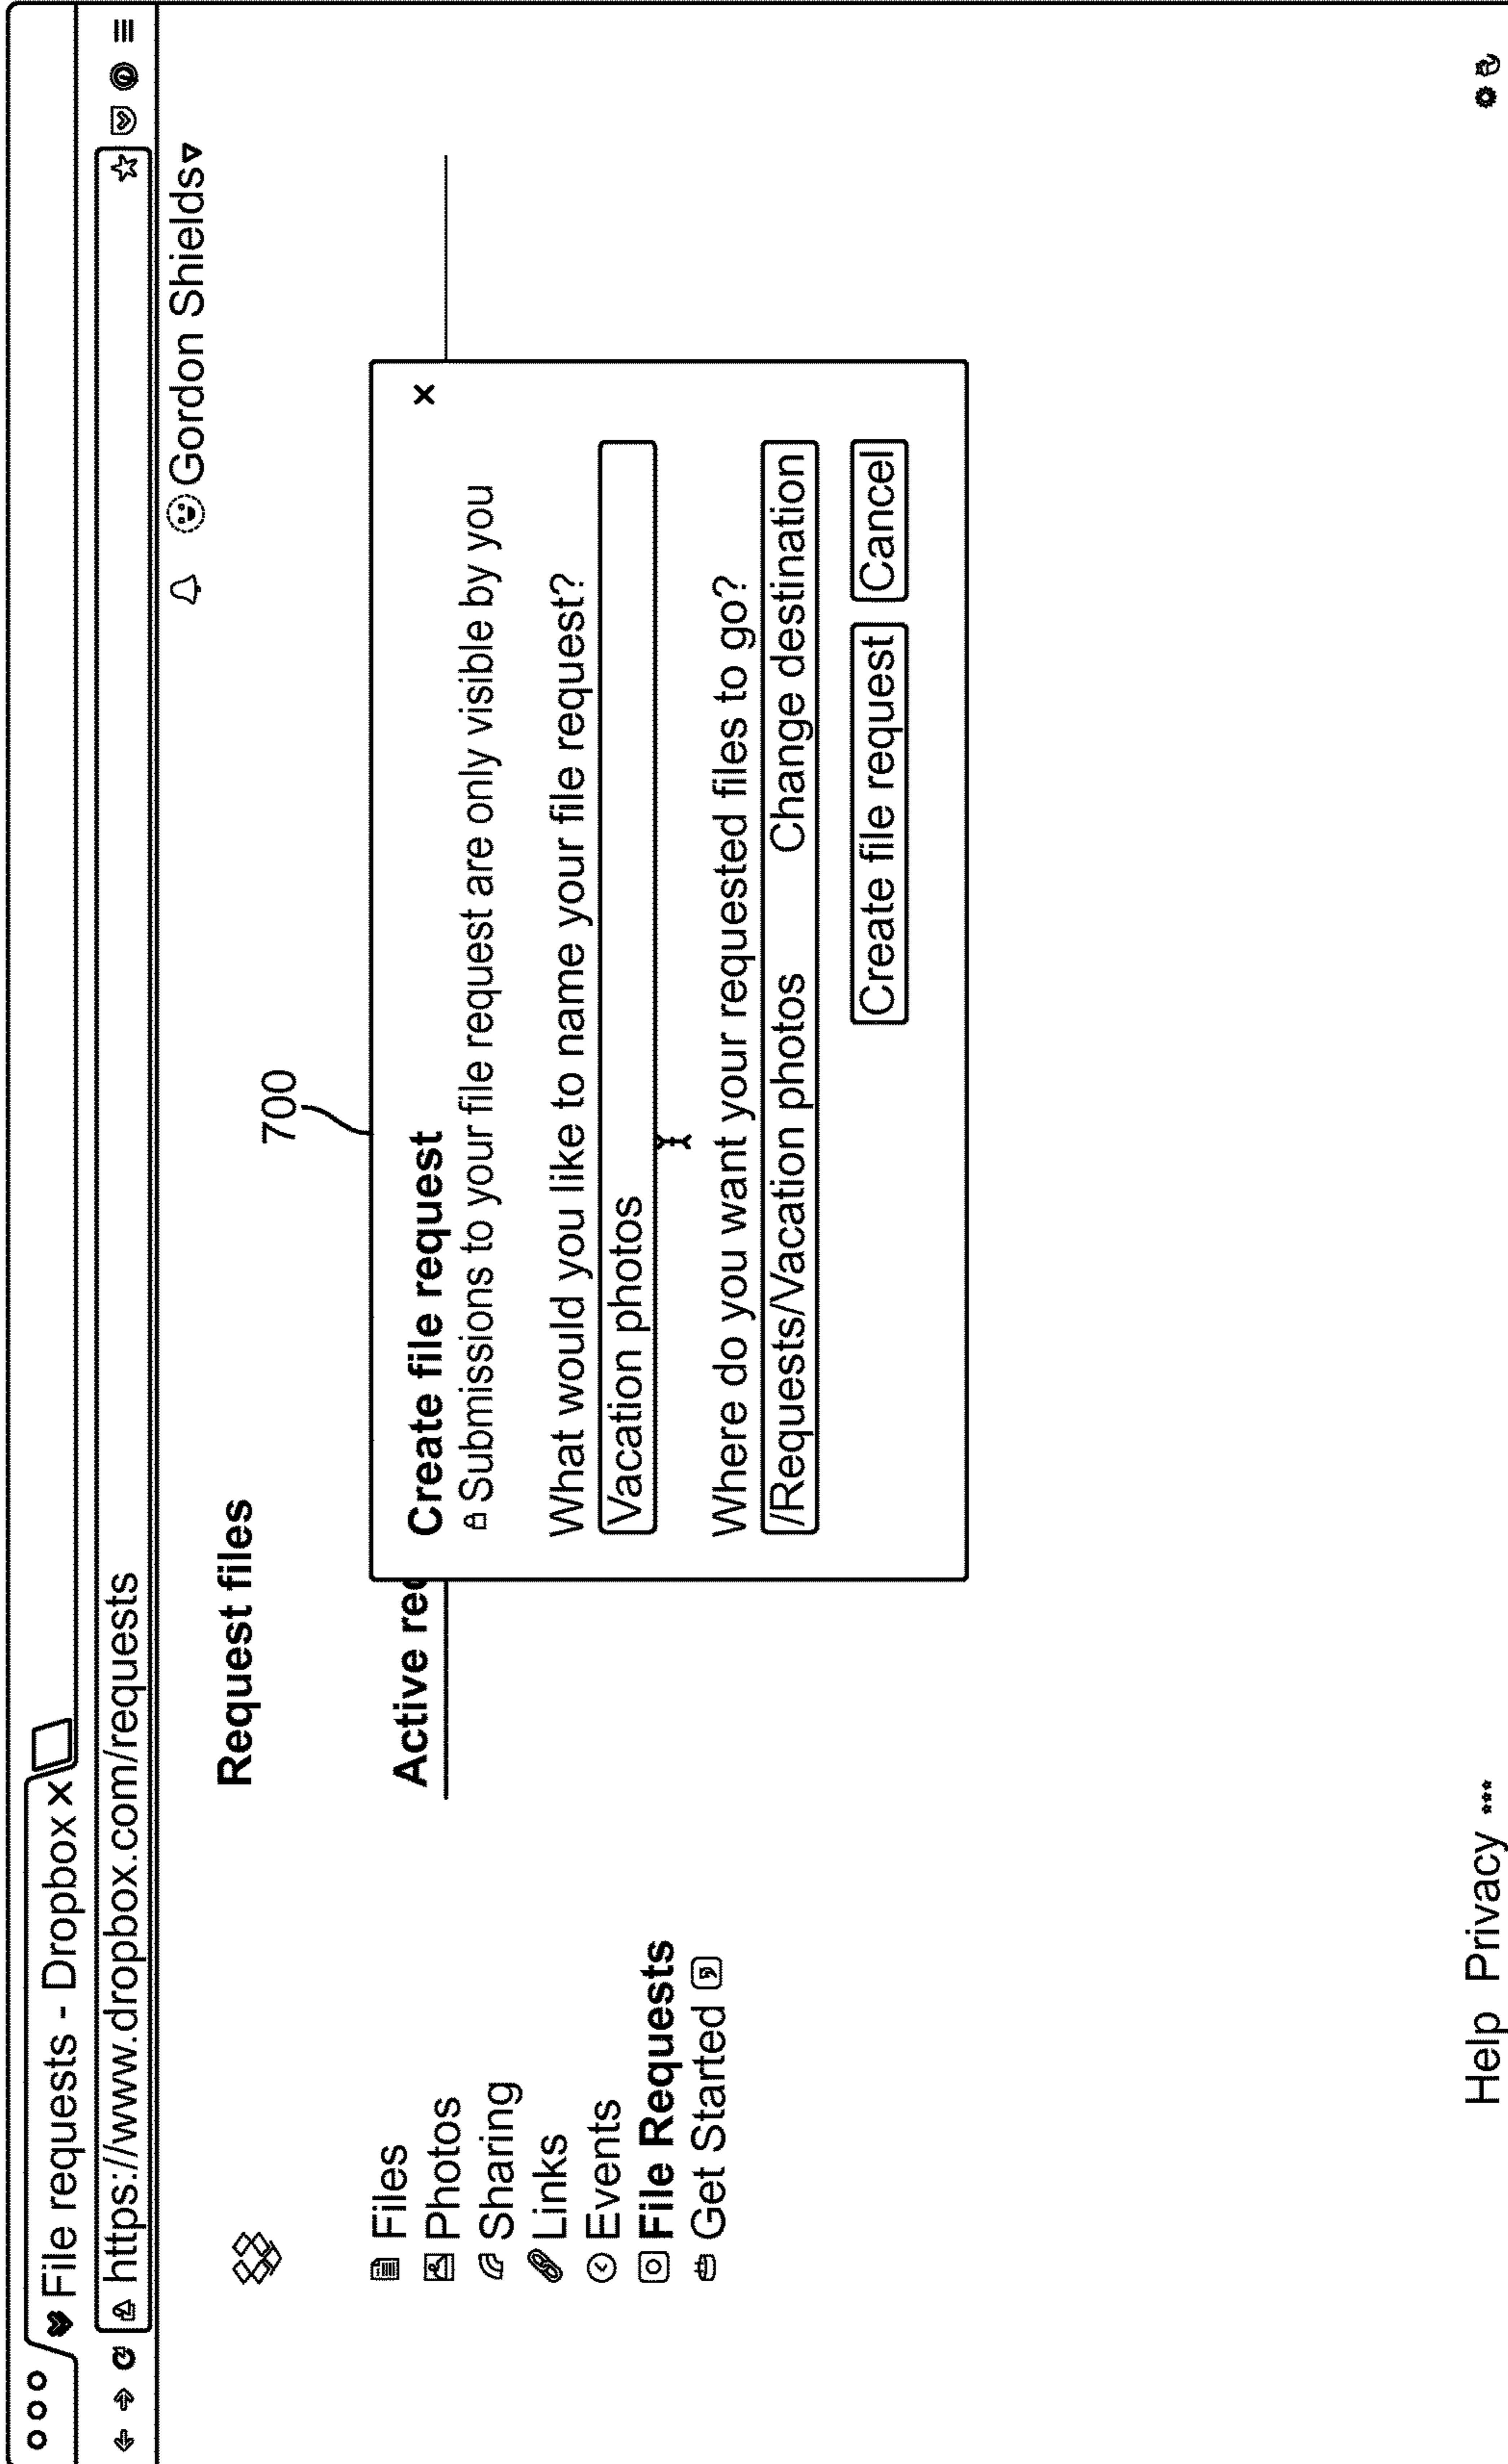 File requests - Dropbox
https://www.dropbox.com/requests
Gordon Shields
Request files
700
Files
Photos
Sharing
Links
Events
File Requests
Get Started
Active rec
Create file request
Submissions to your file request are only visible by you
What would you like to name your file request?
Vacation photos
Where do you want your requested files to go?
/Requests/Vacation photos Change destination
Create file request Cancel
Help Privacy